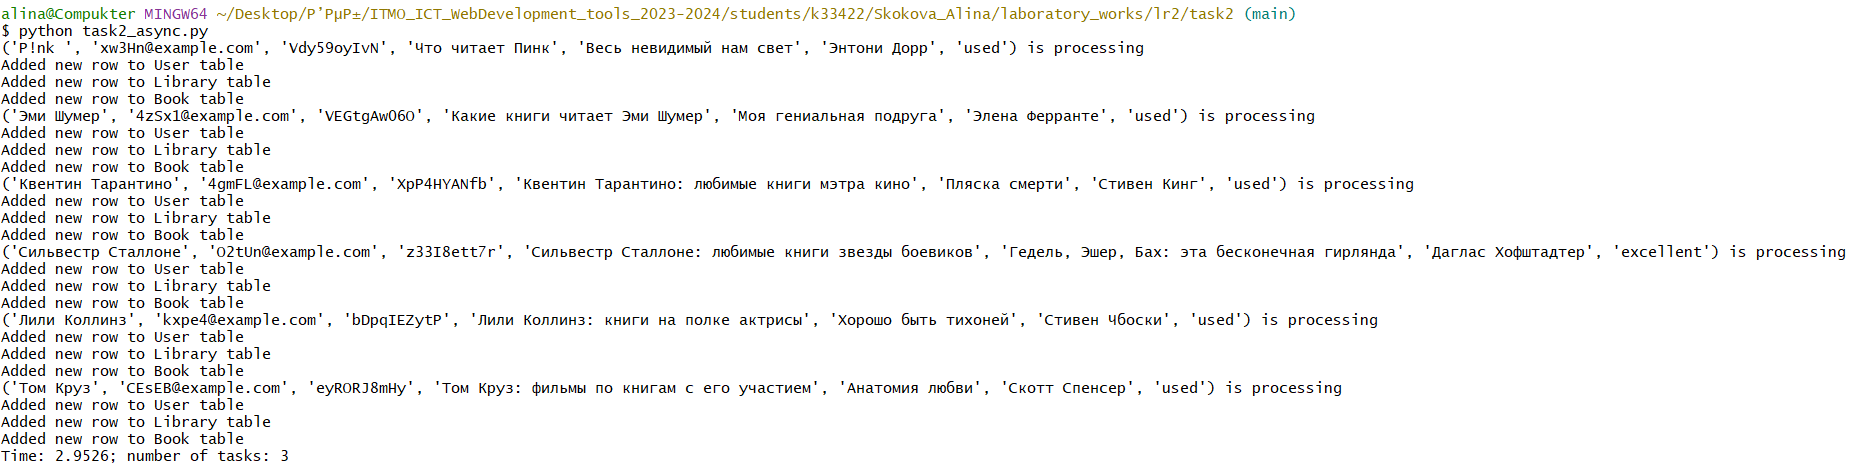 alina@Compukter MINGW64 ~/Desktop/Р’РµР±/ITMO_ICT_WebDevelopment_tools_2023-2024/students/k33422/Skokova_Alina/laboratory_works/lr2/task2 (main)
$ python task2_async.py
('P!nk ', 'xw3Hn@example.com', 'Vdy59oyIvN', 'Что читает Пинк', 'Весь невидимый нам свет', 'Энтони Дорр', 'used') is processing
Added new row to User table
Added new row to Library table
Added new row to Book table
('Эми Шумер', '4zSx1@example.com', 'VEGtgAwO6O', 'Какие книги читает Эми Шумер', 'Моя гениальная подруга', 'Элена Ферранте', 'used') is processing
Added new row to User table
Added new row to Library table
Added new row to Book table
('Квентин Тарантино', '4gmFL@example.com', 'XpP4HYANfb', 'Квентин Тарантино: любимые книги мэтра кино', 'Пляска смерти', 'Стивен Кинг', 'used') is processing
Added new row to User table
Added new row to Library table
Added new row to Book table
('Сильвестр Сталлоне', 'O2tUn@example.com', 'z33I8ett7r', 'Сильвестр Сталлоне: любимые книги звезды боевиков', 'Гедель, Эшер, Бах: эта бесконечная гирлянда', 'Даглас Хофштадтер', 'excellent') is processing
Added new row to User table
Added new row to Library table
Added new row to Book table
('Лили Коллинз', 'kxpe4@example.com', 'bDpqIEZytP', 'Лили Коллинз: книги на полке актрисы', 'Хорошо быть тихоней', 'Стивен Чбоски', 'used') is processing
Added new row to User table
Added new row to Library table
Added new row to Book table
('Том Круз', 'CEsEB@example.com', 'eyRORJ8mHy', 'Том Круз: фильмы по книгам с его участием', 'Анатомия любви', 'Скотт Спенсер', 'used') is processing
Added new row to User table
Added new row to Library table
Added new row to Book table
Time: 2.9526; number of tasks: 3